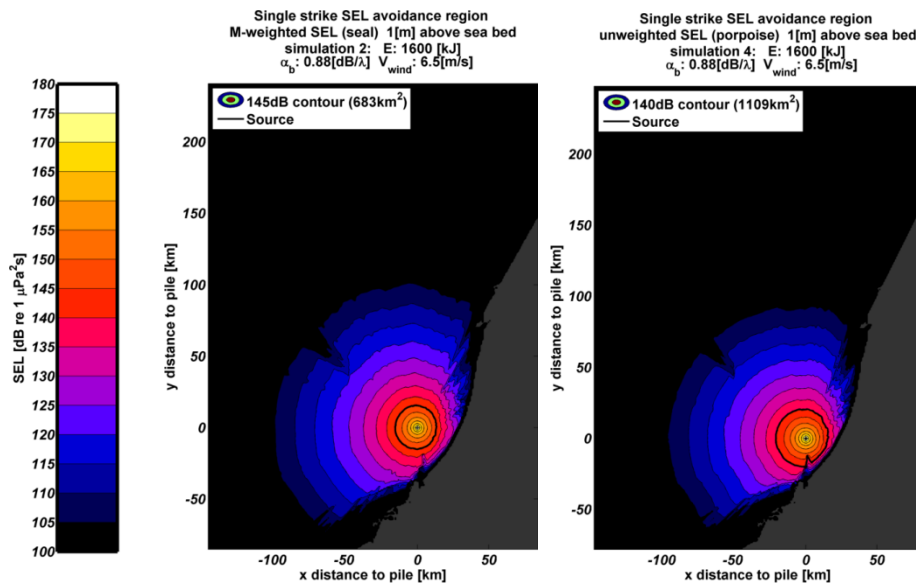 Single strike SEL avoidance region
M-weighted SEL (seal) 1[m] above sea bed
simulation 2: E: 1600 [kJ]
αb: 0.88[dB/λ] Vwind: 6.5[m/s]
Single strike SEL avoidance region
unweighted SEL (porpoise) 1[m] above sea bed
simulation 4: E: 1600 [kJ]
αb: 0.88[dB/λ] Vwind: 6.5[m/s]
180
175
170
165
160
155
150
145
140
135
130
125
120
115
110
105
100
SEL [dB re 1 μPa²s]
145dB contour (683km²)
Source
200
150
100
50
0
-50
y distance to pile [km]
-100
-50
0
50
x distance to pile [km]
140dB contour (1109km²)
Source
200
150
100
50
0
-50
y distance to pile [km]
-100
-50
0
50
x distance to pile [km]